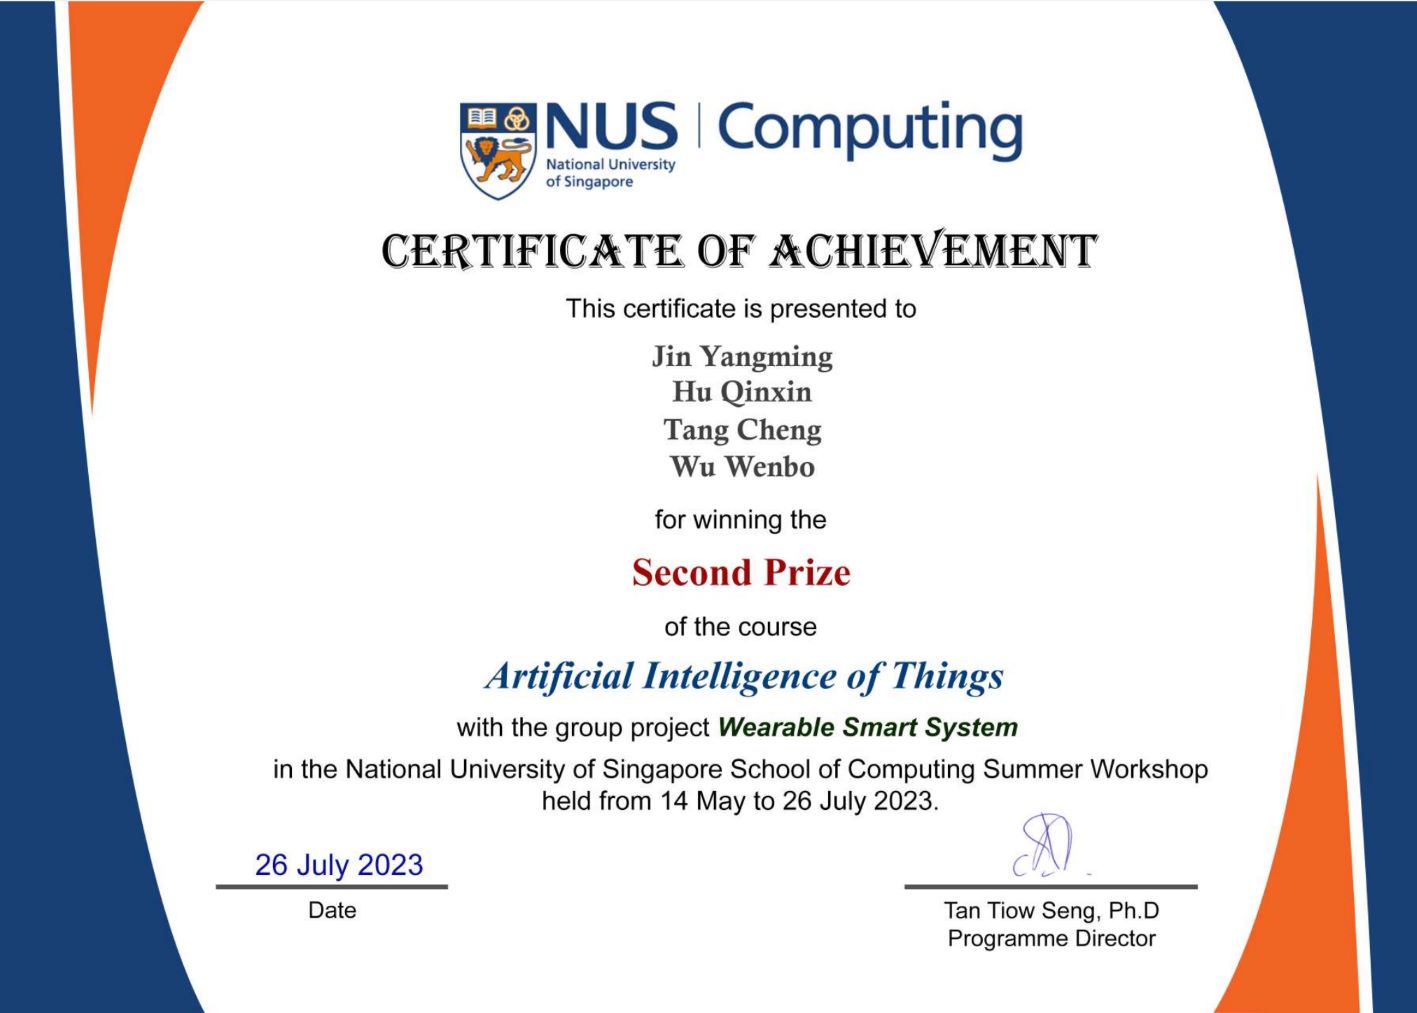 NUS | Computing
National University
of Singapore
CERTIFICATE OF ACHIEVEMENT
This certificate is presented to
Jin Yangming
Hu Qinxin
Tang Cheng
Wu Wenbo
for winning the
Second Prize
of the course
Artificial Intelligence of Things
with the group project Wearable Smart System
in the National University of Singapore School of Computing Summer Workshop
held from 14 May to 26 July 2023.
26 July 2023
Date
Tan Tiow Seng, Ph.D
Programme Director